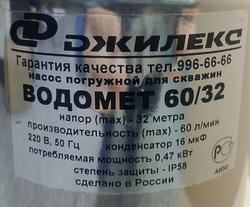 ДЖИЛЕКС
Гарантия качества тел.996-66-66
насос погружной для скважин
ВОДОМЕТ 60/32
напор (max) - 32 метра
производительность (max) - 60 л/мин
220 В, 50 Гц конденсатор 16 мкФ
потребляемая мощность 0,47 кВт
степень защиты - IP58
сделано в России
АИ50